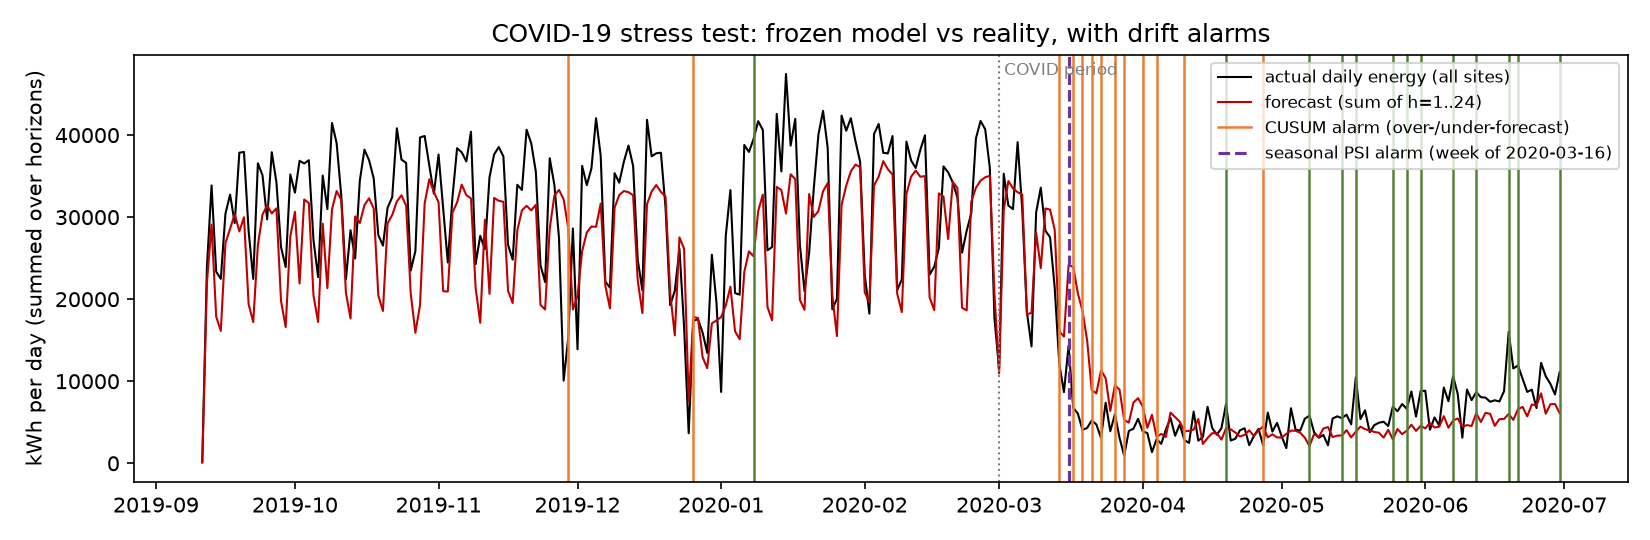 COVID-19 stress test: frozen model vs reality, with drift alarms
COVID period
actual daily energy (all sites)
forecast (sum of h=1..24)
CUSUM alarm (over-/under-forecast)
seasonal PSI alarm (week of 2020-03-16)
kWh per day (summed over horizons)
40000
30000
20000
10000
0
2019-09 2019-10 2019-11 2019-12 2020-01 2020-02 2020-03 2020-04 2020-05 2020-06 2020-07